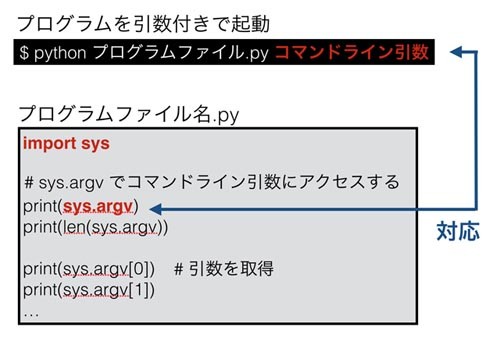 プログラムを引数付きで起動
$ python プログラムファイル.py コマンドライン引数
プログラムファイル名.py
import sys
# sys.argv でコマンドライン引数にアクセスする
print(sys.argv)
print(len(sys.argv))
対応
print(sys.argv[0]) # 引数を取得
print(sys.argv[1])
…